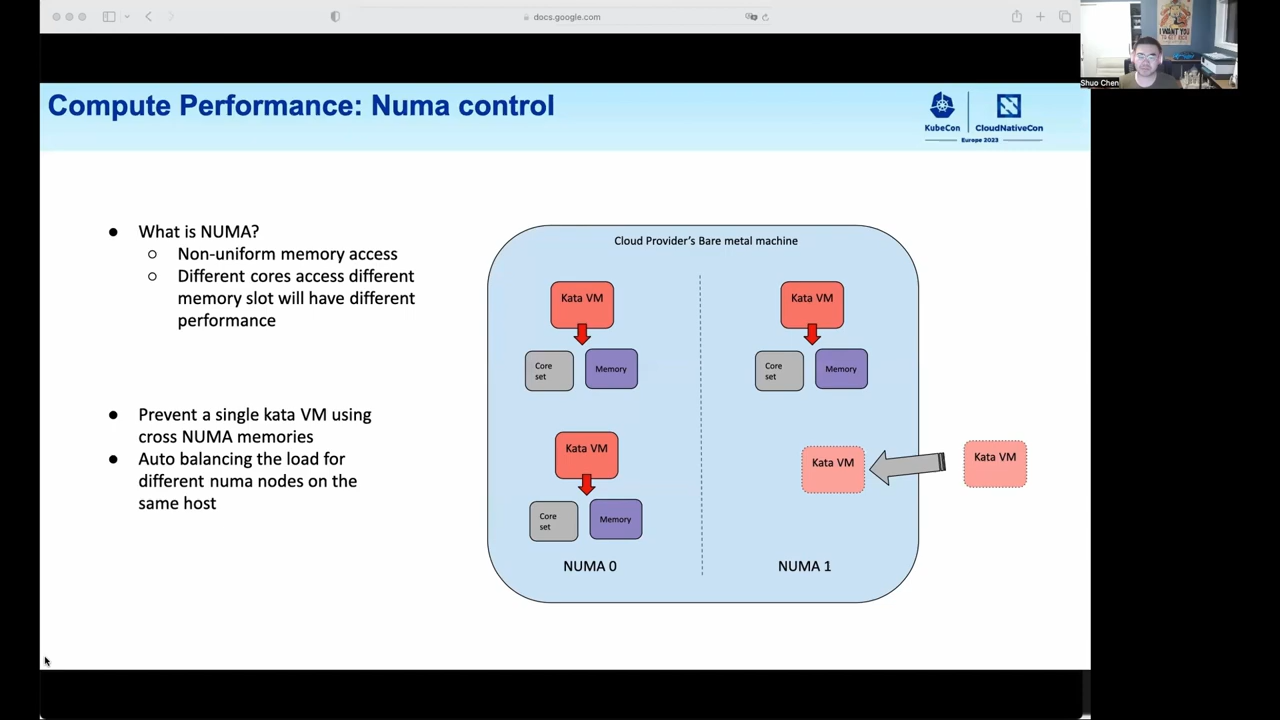 docs.google.com
I WANT YOU
Shuo Chen
Compute Performance: Numa control
KubeCon
CloudNativeCon
Europe 2023
● What is NUMA?
○ Non-uniform memory access
○ Different cores access different
memory slot will have different
performance
● Prevent a single kata VM using
cross NUMA memories
● Auto balancing the load for
different numa nodes on the
same host
Cloud Provider's Bare metal machine
Kata VM
Core
set
Memory
Kata VM
Core
set
Memory
NUMA 0
Kata VM
Core
set
Memory
Kata VM
Kata VM
NUMA 1